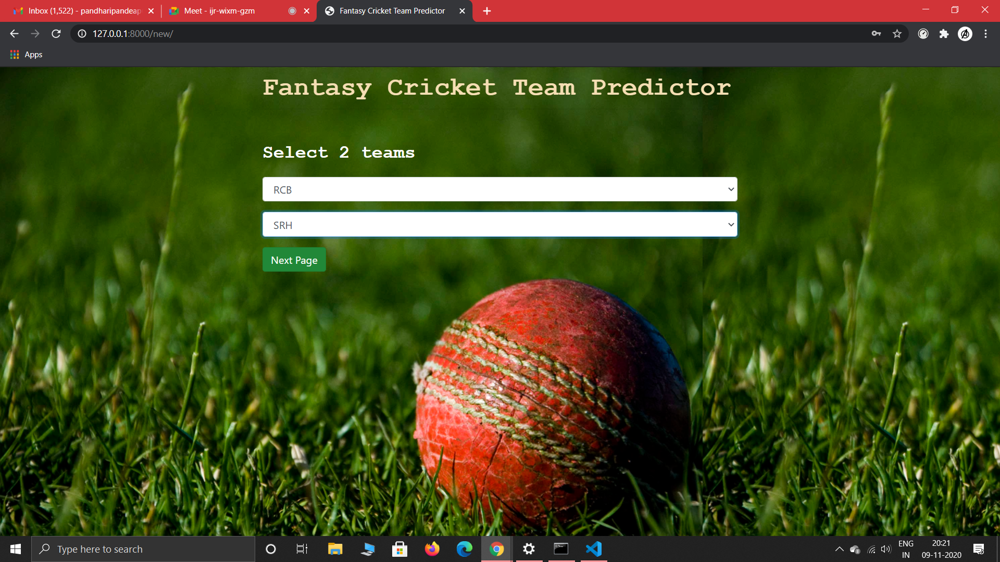 Inbox (1,522) - pandharipandeap
Meet - ijr-wixm-gzm
Fantasy Cricket Team Predictor
127.0.0.1:8000/new/
Apps
Fantasy Cricket Team Predictor
Select 2 teams
RCB
SRH
Next Page
Type here to search
ENG
IN
20:21
09-11-2020